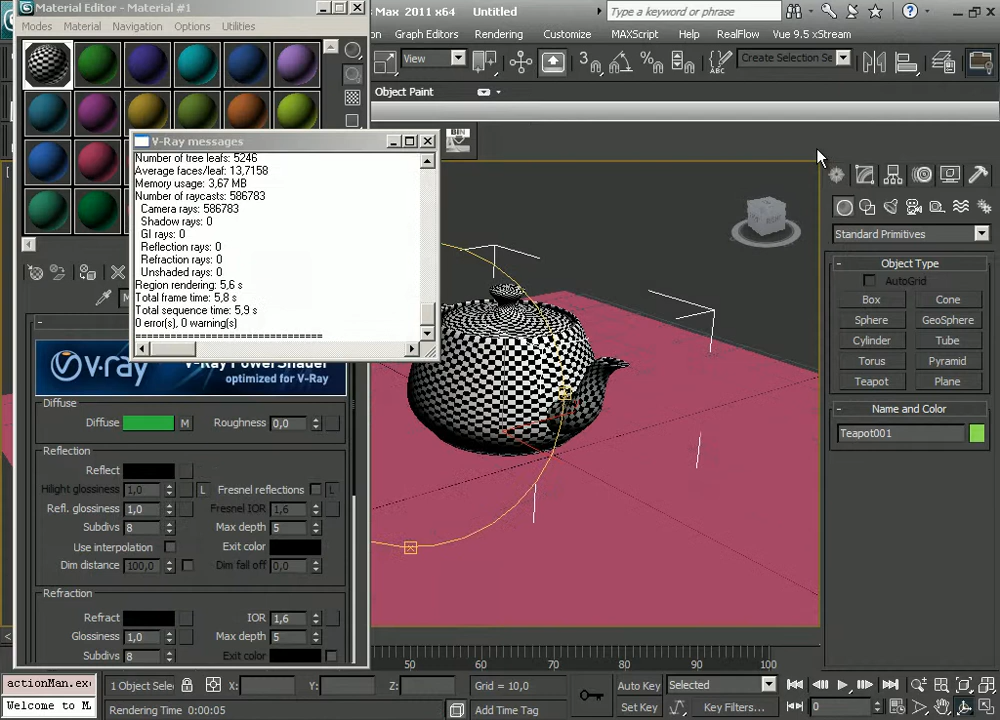 Material Editor - Material #1
Modes Material Navigation Options Utilities
Max 2011 x64 Untitled
Type a keyword or phrase
Graph Editors Rendering Customize MAXScript Help RealFlow Vue 9.5 xStream
View
3
Create Selection Se
Object Paint
V-Ray messages
Number of tree leafs: 5246
Average faces/leaf: 13,7158
Memory usage: 3,67 MB
Number of raycasts: 586783
Camera rays: 586783
Shadow rays: 0
GI rays: 0
Reflection rays: 0
Refraction rays: 0
Unshaded rays: 0
Region rendering: 5,6 s
Total frame time: 5,8 s
Total sequence time: 5,9 s
0 error(s), 0 warning(s)
========================
v·ray
optimized for V-Ray
Diffuse
Diffuse M Roughness 0,0
Reflection
Reflect
Hilight glossiness 1,0 L Fresnel reflections L
Refl. glossiness 1,0 Fresnel IOR 1,6
Subdivs 8 Max depth 5
Use interpolation Exit color
Dim distance 100,0 Dim fall off 0,0
Refraction
Refract IOR 1,6
Glossiness 1,0 Max depth 5
Subdivs 8 Exit color
Standard Primitives
- Object Type
AutoGrid
Box Cone
Sphere GeoSphere
Cylinder Tube
Torus Pyramid
Teapot Plane
- Name and Color
Teapot001
50 60 70 80 90 100
actionMan.exe
Welcome to M
1 Object Selec
X: Y: Z:
Grid = 10,0
Auto Key Selected
Rendering Time 0:00:05
Add Time Tag
Set Key Key Filters...
0